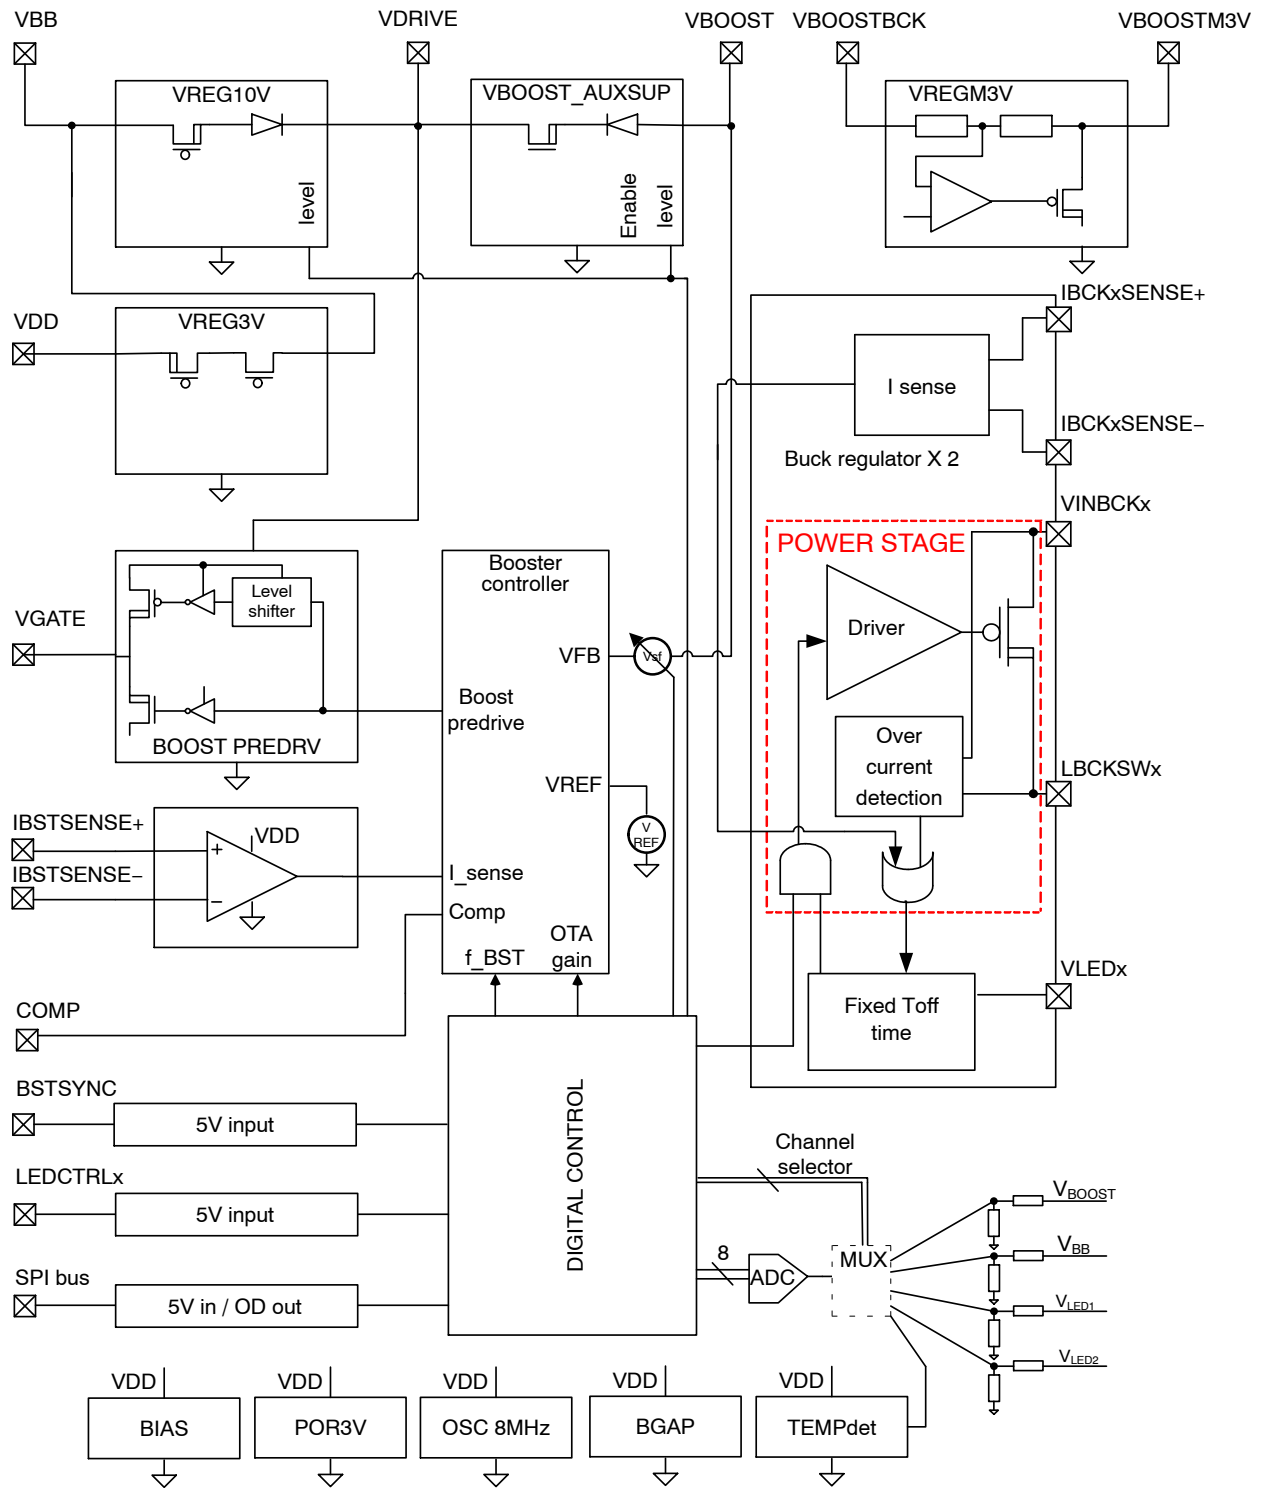 VBB
VDRIVE
VBOOST
VBOOSTBCK
VBOOSTM3V
VREG10V
level
VBOOST_AUXSUP
Enable
level
VREGM3V
VDD
VREG3V
IBCKxSENSE+
I sense
IBCKxSENSE−
Buck regulator X 2
VINBCKx
POWER STAGE
Driver
Over
current
detection
LBCKSWx
VGATE
Level
shifter
BOOST PREDRV
Booster
controller
VFB
Vsf
Boost
predrive
VREF
V
REF
IBSTSENSE+
IBSTSENSE−
+
−
VDD
I_sense
Comp
f_BST
OTA
gain
VLEDx
Fixed Toff
time
COMP
BSTSYNC
5V input
LEDCTRLx
5V input
SPI bus
5V in / OD out
DIGITAL CONTROL
Channel
selector
8
ADC
MUX
VBOOST
VBB
VLED1
VLED2
VDD
BIAS
VDD
POR3V
VDD
OSC 8MHz
VDD
BGAP
VDD
TEMPdet